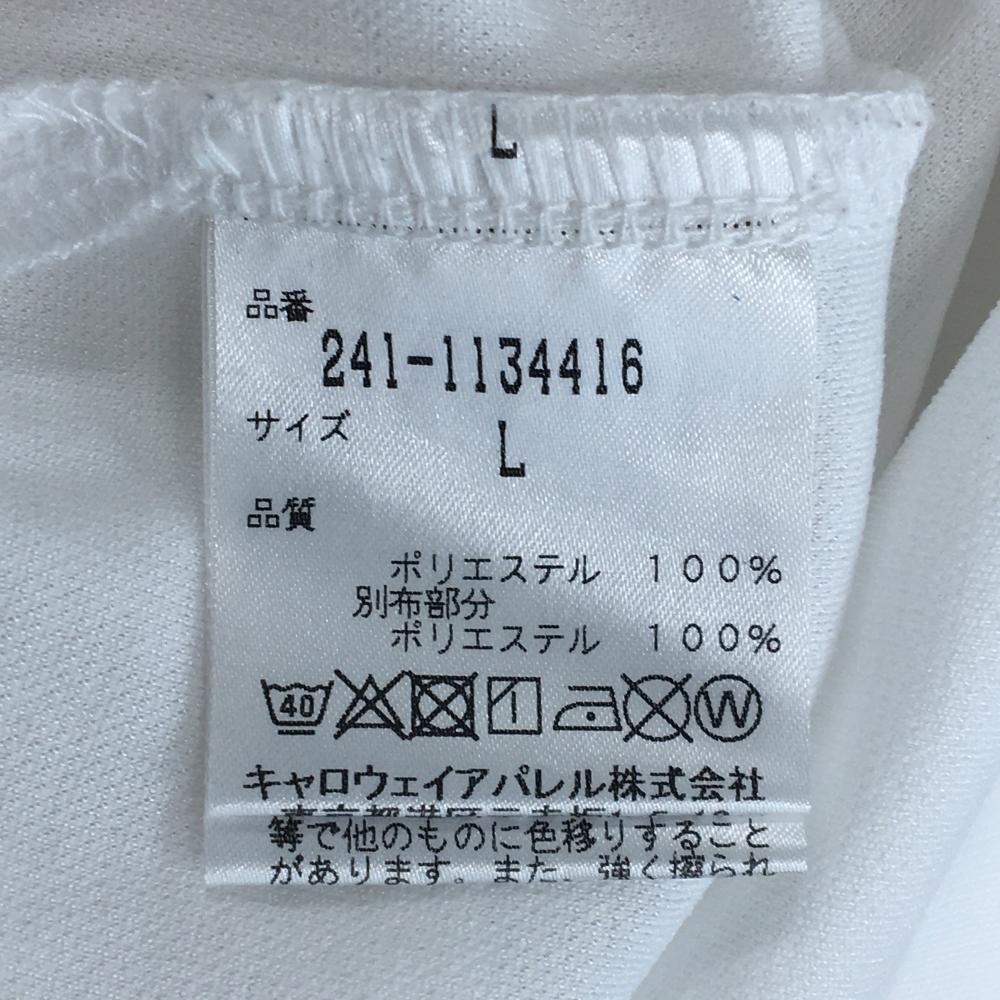 L
品番
241-1134416
サイズ
L
品質
ポリエステル 100%
別布部分
ポリエステル 100%
40 1 W
キャロウェイアパレル株式会社
等で他のものに色移りすること
があります。また、強く擦られ